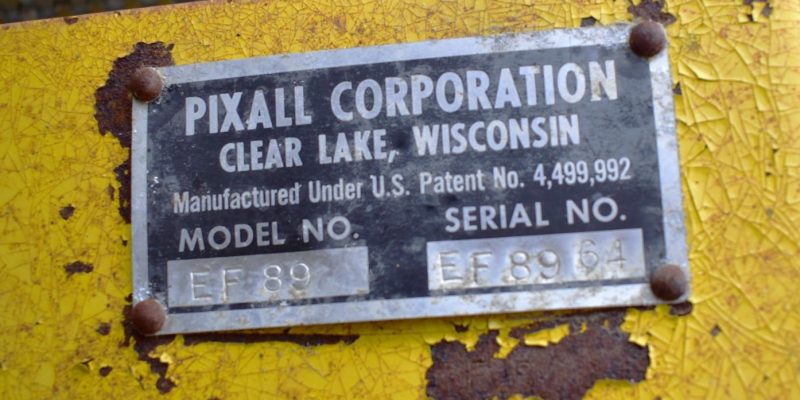 PIXALL CORPORATION
CLEAR LAKE, WISCONSIN
Manufactured Under U.S. Patent No. 4,499,992
MODEL NO. SERIAL NO.
EF 89 EF 89 61